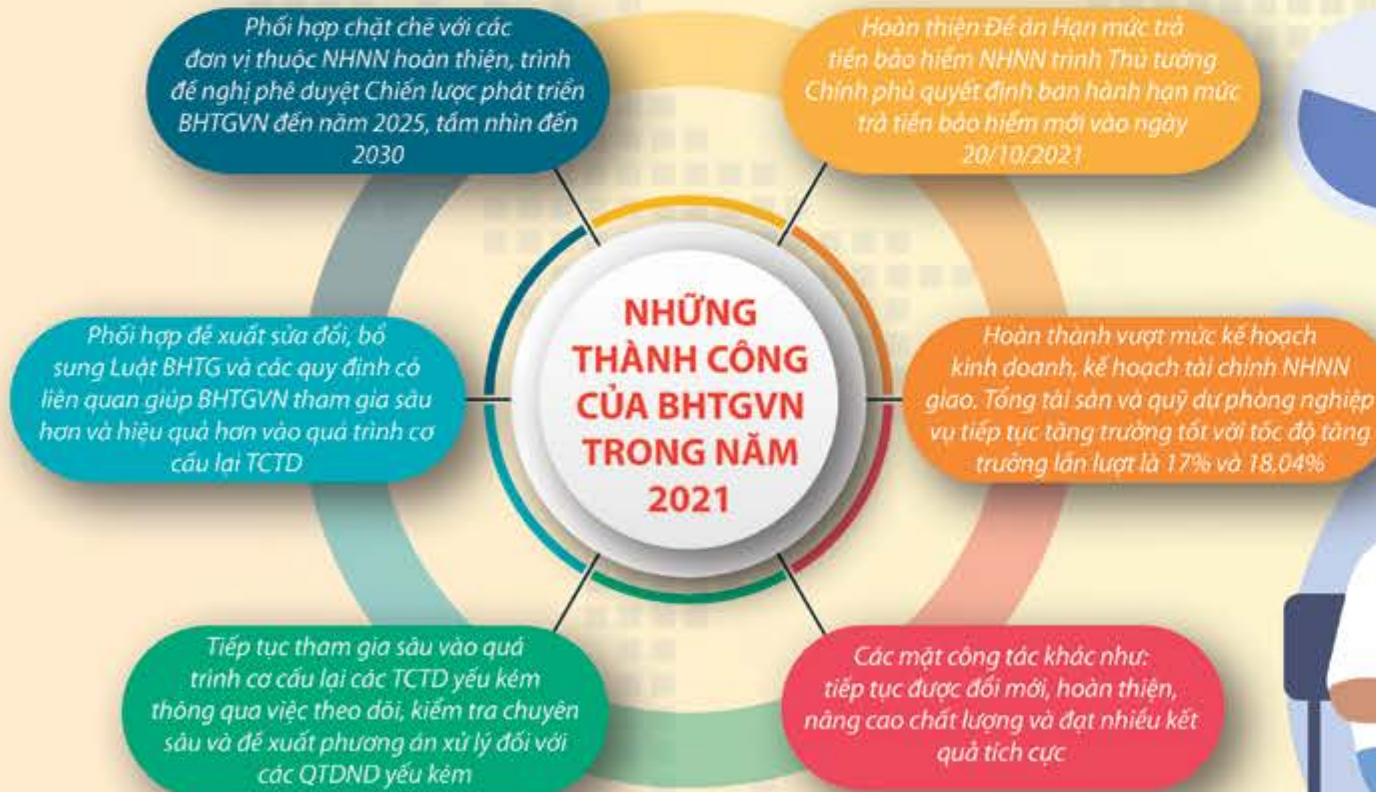 Phối hợp chặt chẽ với các
đơn vị thuộc NHNN hoàn thiện, trình
đề nghị phê duyệt Chiến lược phát triển
BHTGVN đến năm 2025, tầm nhìn đến
2030
Hoàn thiện Đề án Hạn mức trả
tiền bảo hiểm NHNN trình Thủ tướng
Chính phủ quyết định ban hành hạn mức
trả tiền bảo hiểm mới vào ngày
20/10/2021
NHỮNG
THÀNH CÔNG
CỦA BHTGVN
TRONG NĂM
2021
Phối hợp đề xuất sửa đổi, bổ
sung Luật BHTG và các quy định có
liên quan giúp BHTGVN tham gia sâu
hơn và hiệu quả hơn vào quá trình cơ
cấu lại TCTD
Hoàn thành vượt mức kế hoạch
kinh doanh, kế hoạch tài chính NHNN
giao. Tổng tài sản và quỹ dự phòng nghiệp
vụ tiếp tục tăng trưởng tốt với tốc độ tăng
trưởng lần lượt là 17% và 18,04%
Tiếp tục tham gia sâu vào quá
trình cơ cấu lại các TCTD yếu kém
thông qua việc theo dõi, kiểm tra chuyên
sâu và đề xuất phương án xử lý đối với
các QTDND yếu kém
Các mặt công tác khác như:
tiếp tục được đổi mới, hoàn thiện,
nâng cao chất lượng và đạt nhiều kết
quả tích cực